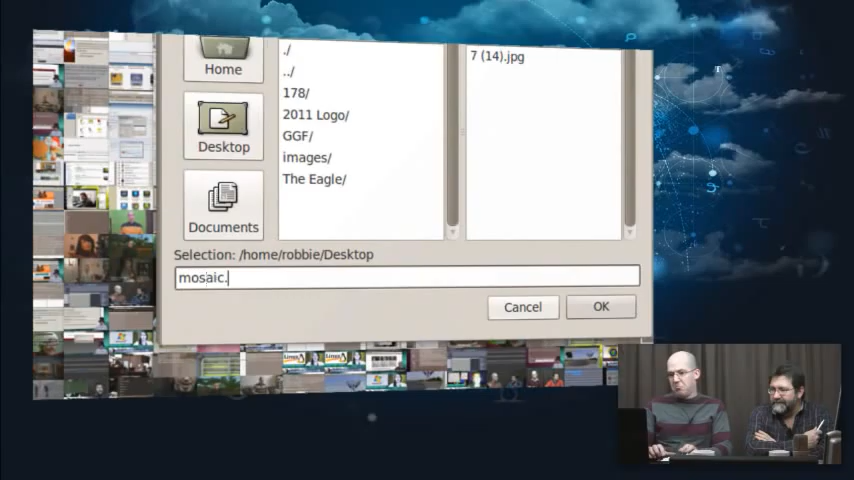 Home
Desktop
Documents
./
../
178/
2011 Logo/
GGF/
images/
The Eagle/
7 (14).jpg
Selection: /home/robbie/Desktop
mosaic.
Cancel
OK